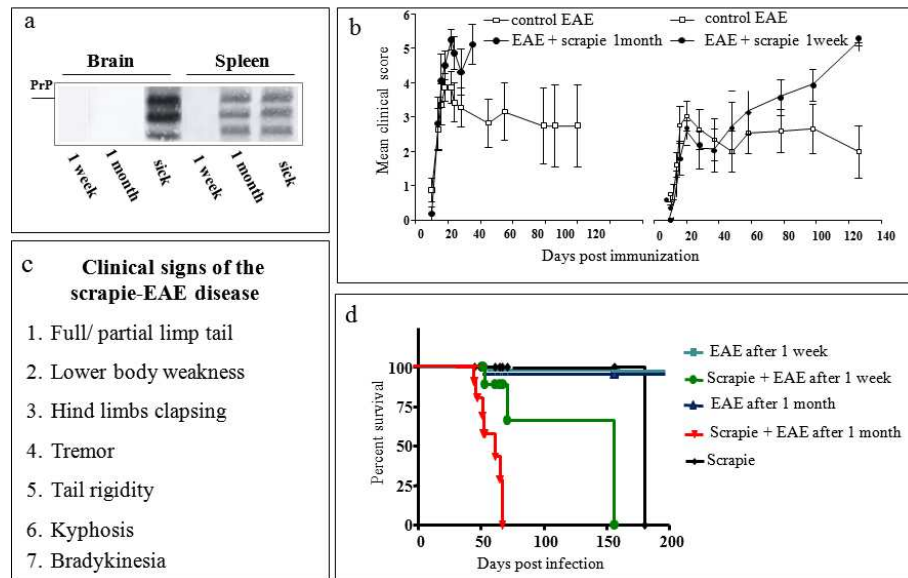 a
Brain Spleen
PrP
1 week
1 month
sick
1 week
1 month
sick
b
control EAE
EAE + scrapie 1month
control EAE
EAE + scrapie 1week
Mean clinical score
6
5
4
3
2
1
0
0 20 40 60 80 100 120
0 20 40 60 80 100 120 140
Days post immunization
c
Clinical signs of the
scrapie-EAE disease
1. Full/ partial limp tail
2. Lower body weakness
3. Hind limbs clapsing
4. Tremor
5. Tail rigidity
6. Kyphosis
7. Bradykinesia
d
Percent survival
100
75
50
25
0
0 50 100 150 200
Days post infection
EAE after 1 week
Scrapie + EAE after 1 week
EAE after 1 month
Scrapie + EAE after 1 month
Scrapie